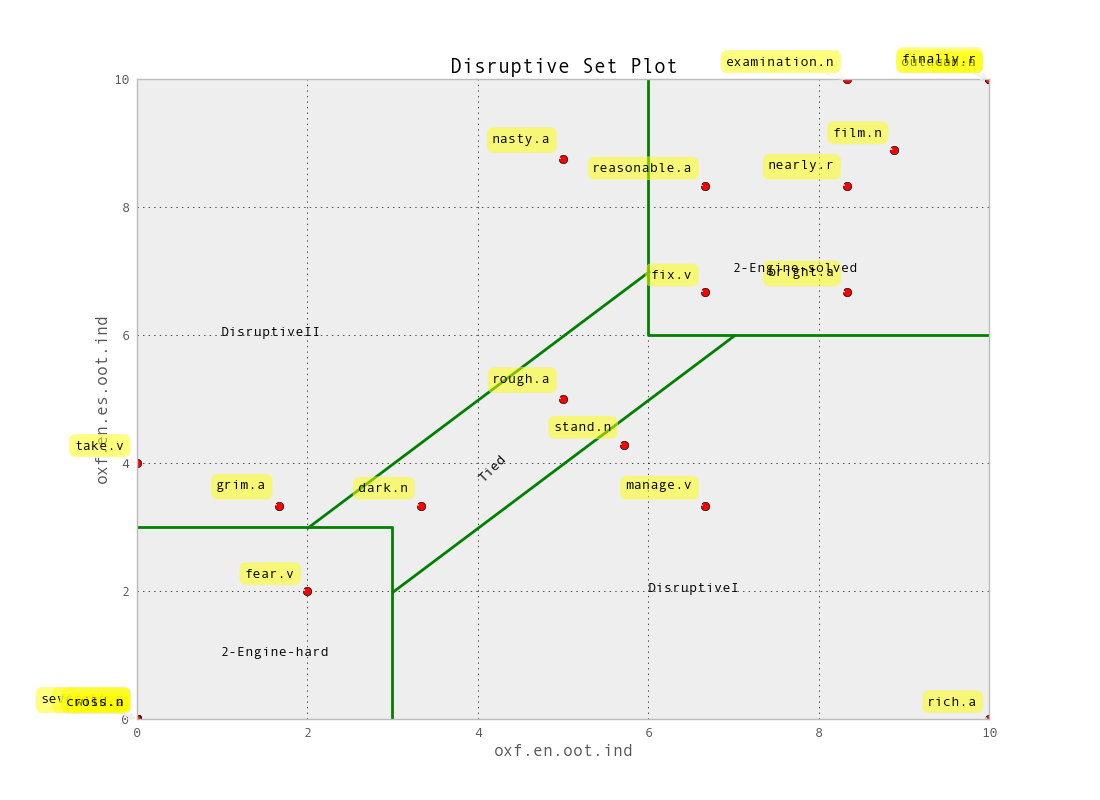 Disruptive Set Plot
examination.n
finally.r
film.n
nasty.a
nearly.r
reasonable.a
2-Engine-solved
bright.a
fix.v
DisruptiveII
rough.a
stand.n
take.v
Tied
grim.a
dark.n
manage.v
fear.v
DisruptiveI
2-Engine-hard
cross.n
rich.a
10
8
6
4
2
0
0 2 4 6 8 10
oxf.en.oot.ind
oxf.en.es.oot.ind